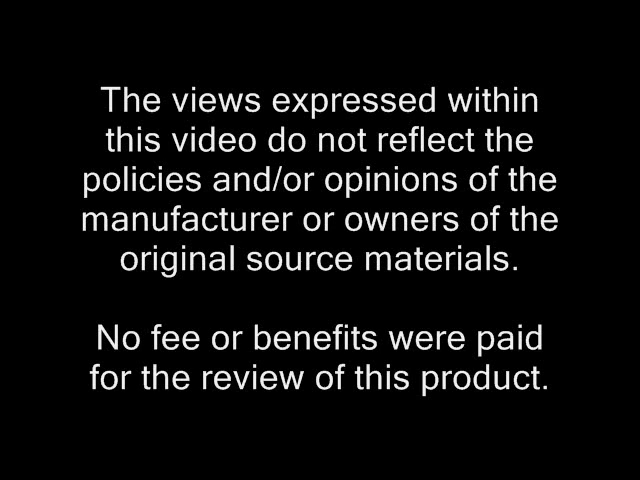 The views expressed within
this video do not reflect the
policies and/or opinions of the
manufacturer or owners of the
original source materials.
No fee or benefits were paid
for the review of this product.